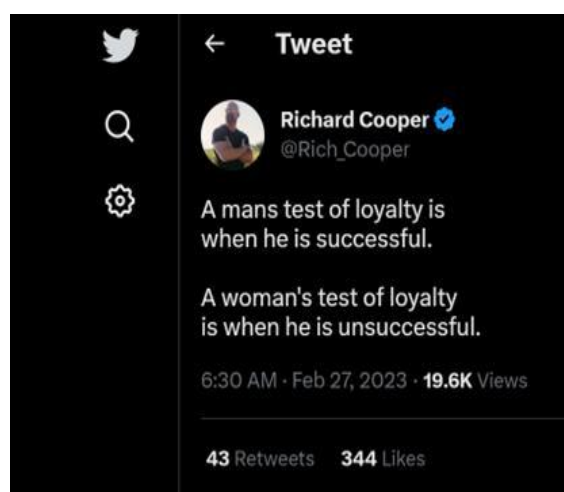 Tweet
Richard Cooper
@Rich_Cooper
A mans test of loyalty is
when he is successful.
A woman's test of loyalty
is when he is unsuccessful.
6:30 AM · Feb 27, 2023 · 19.6K Views
43 Retweets 344 Likes